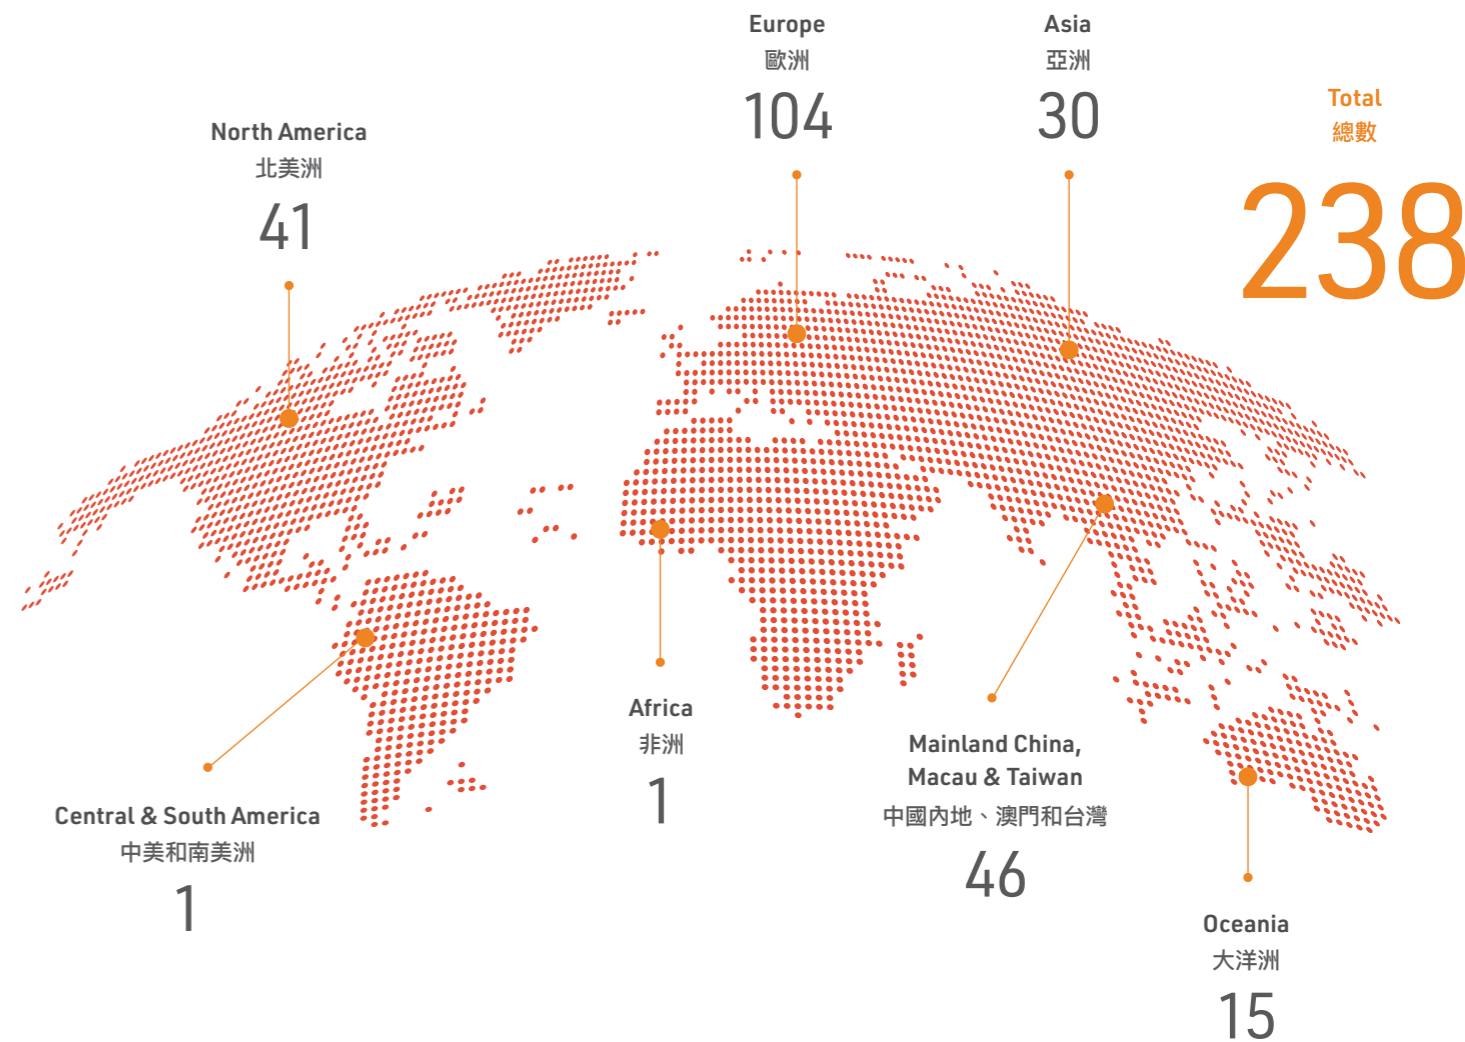 Europe
歐洲
104
Asia
亞洲
30
Total
總數
238
North America
北美洲
41
Africa
非洲
1
Mainland China,
Macau & Taiwan
中國內地、澳門和台灣
46
Central & South America
中美和南美洲
1
Oceania
大洋洲
15